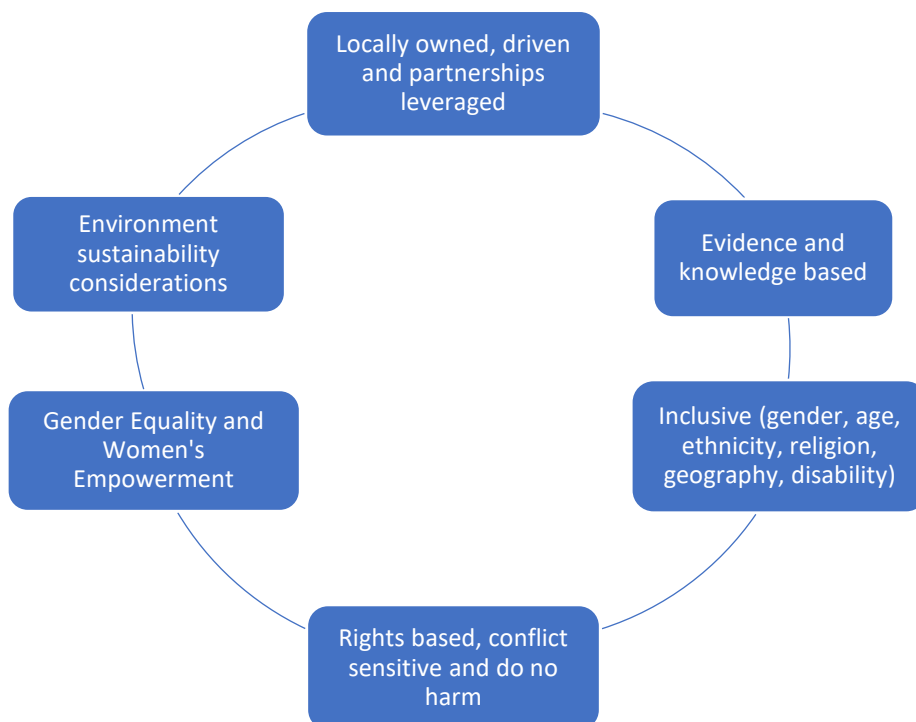 Locally owned, driven
and partnerships
leveraged
Evidence and
knowledge based
Inclusive (gender, age,
ethnicity, religion,
geography, disability)
Rights based, conflict
sensitive and do no
harm
Gender Equality and
Women's
Empowerment
Environment
sustainability
considerations